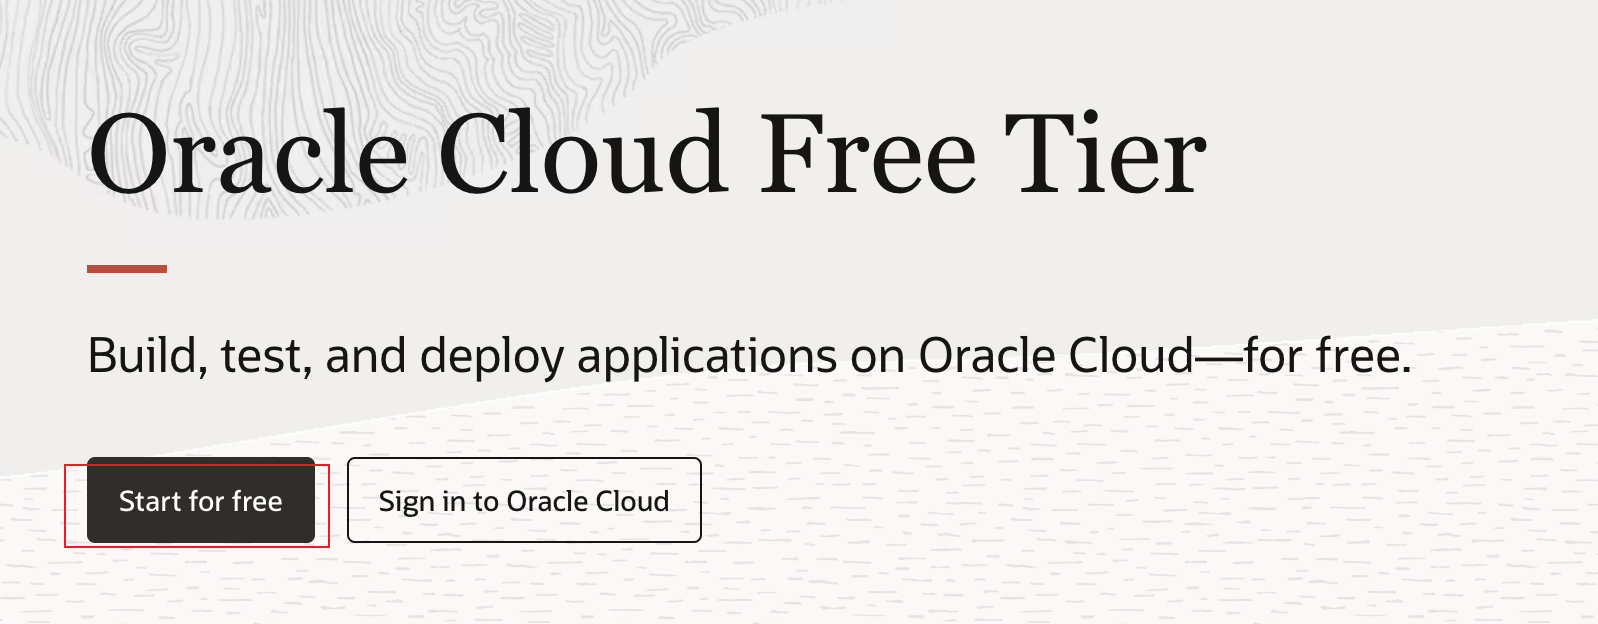 Oracle Cloud Free Tier
Build, test, and deploy applications on Oracle Cloud—for free.
Start for free
Sign in to Oracle Cloud